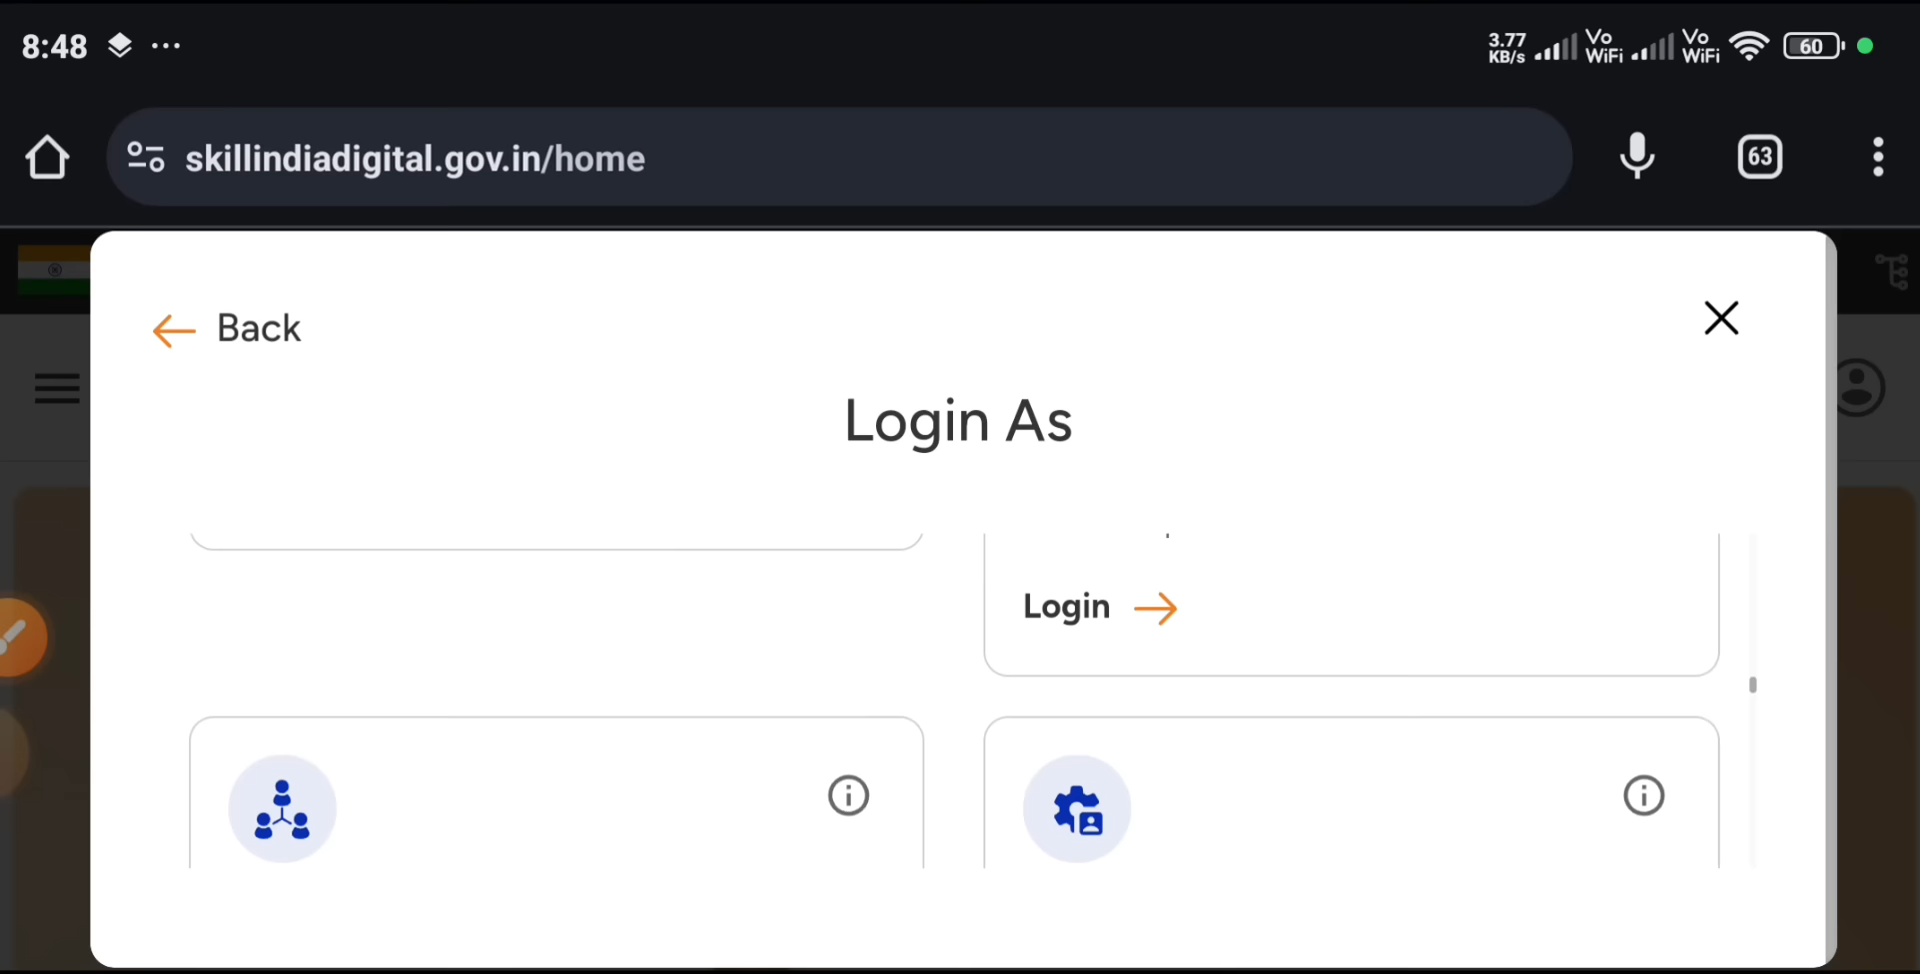 8:48
3.77 KB/s Vo WiFi Vo WiFi 60
skillindiadigital.gov.in/home
63
Back
Login As
Login